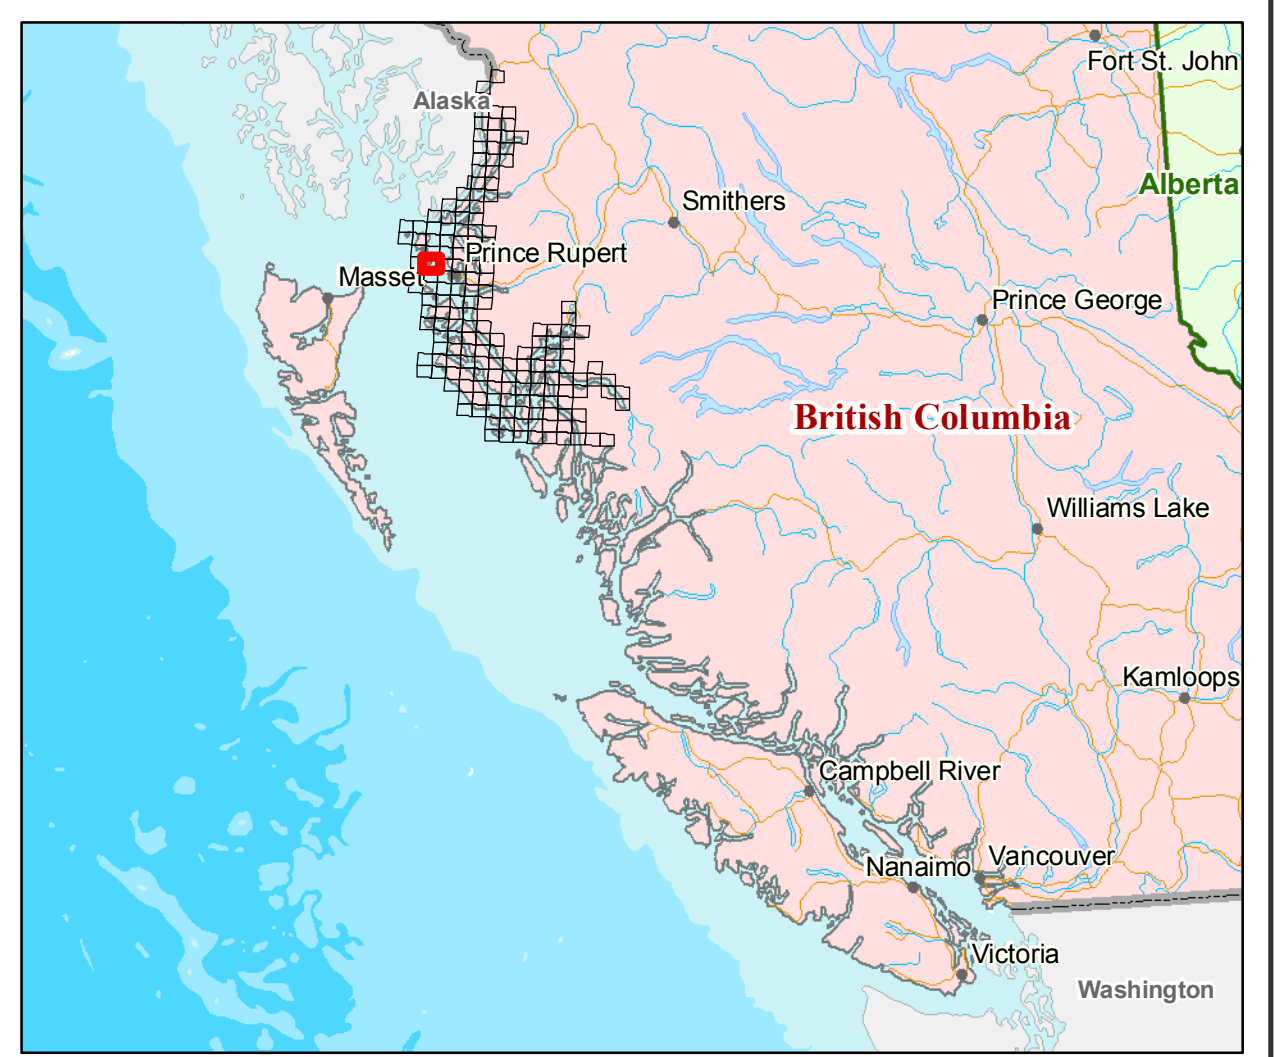 Fort St. John
Alaska
Alberta
Smithers
Prince Rupert
Masset
Prince George
British Columbia
Williams Lake
Kamloops
Campbell River
Vancouver
Nanaimo
Victoria
Washington